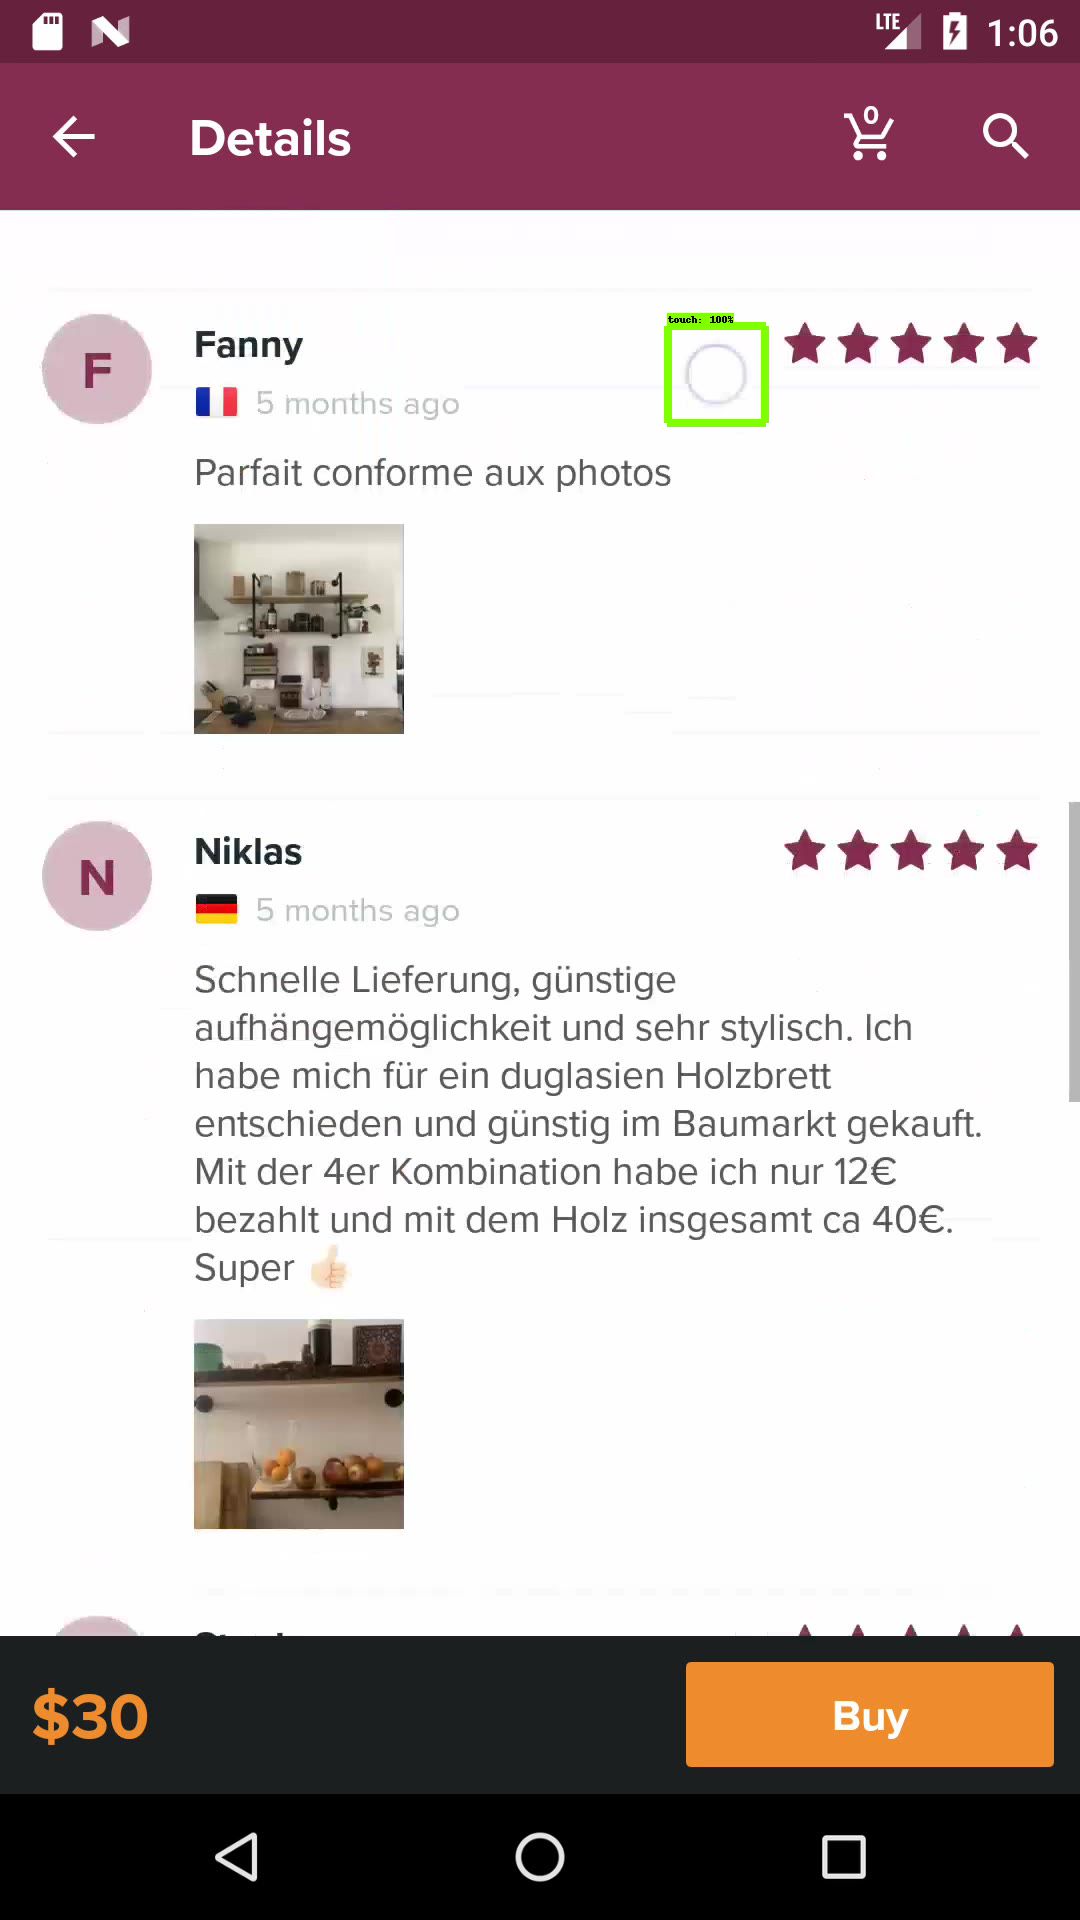 LTE 1:06
Details 0
touch: 100%
F Fanny
5 months ago
Parfait conforme aux photos
N Niklas
5 months ago
Schnelle Lieferung, günstige
aufhängemöglichkeit und sehr stylisch. Ich
habe mich für ein duglasien Holzbrett
entschieden und günstig im Baumarkt gekauft.
Mit der 4er Kombination habe ich nur 12€
bezahlt und mit dem Holz insgesamt ca 40€.
Super 👍🏻
$30 Buy